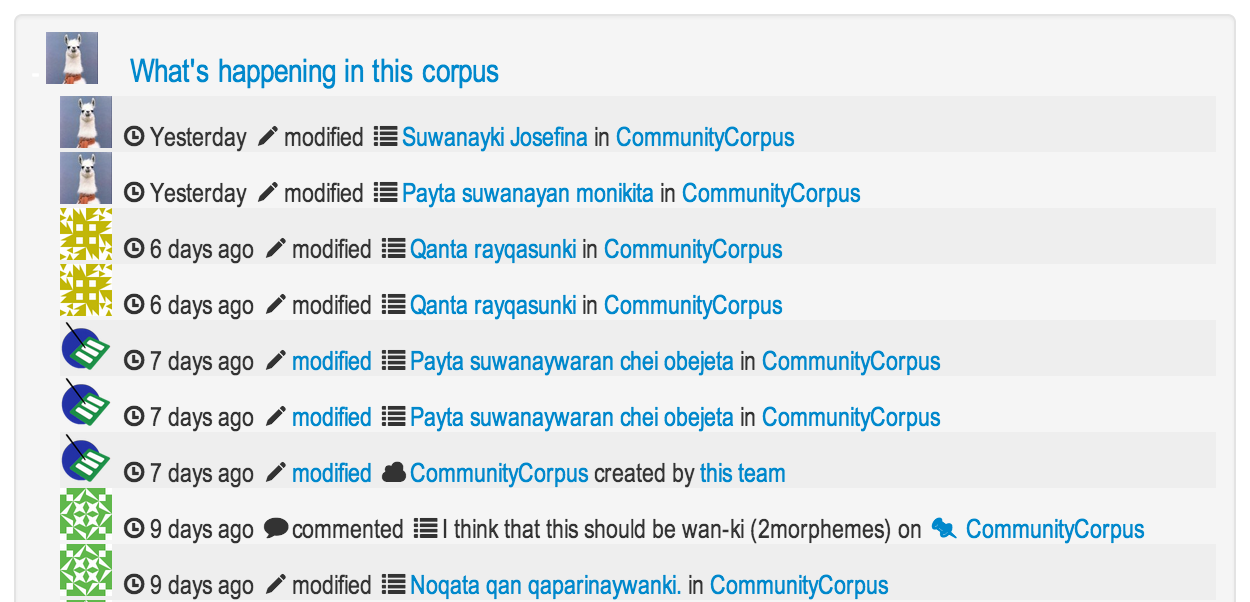 What's happening in this corpus
Yesterday modified Suwanayki Josefina in CommunityCorpus
Yesterday modified Payta suwanayan monikita in CommunityCorpus
6 days ago modified Qanta rayqasunki in CommunityCorpus
6 days ago modified Qanta rayqasunki in CommunityCorpus
7 days ago modified Payta suwanaywaran chei obejeta in CommunityCorpus
7 days ago modified Payta suwanaywaran chei obejeta in CommunityCorpus
7 days ago modified CommunityCorpus created by this team
9 days ago commented I think that this should be wan-ki (2morphemes) on CommunityCorpus
9 days ago modified Noqata qan qaparinaywanki. in CommunityCorpus